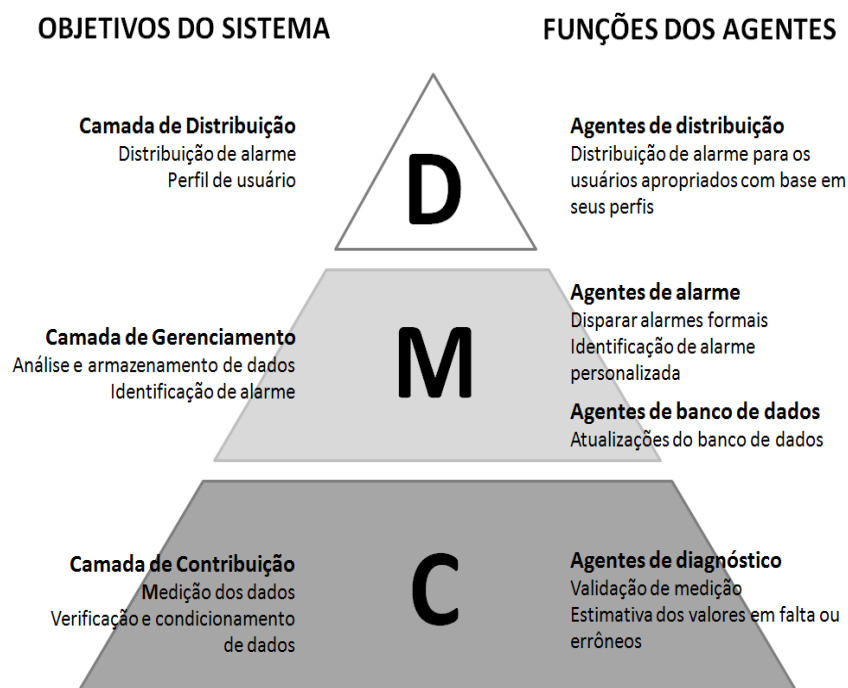 OBJETIVOS DO SISTEMA
FUNÇÕES DOS AGENTES
Camada de Distribuição
Distribuição de alarme
Perfil de usuário
D
Agentes de distribuição
Distribuição de alarme para os
usuários apropriados com base em
seus perfis
Camada de Gerenciamento
Análise e armazenamento de dados
Identificação de alarme
M
Agentes de alarme
Disparar alarmes formais
Identificação de alarme
personalizada
Agentes de banco de dados
Atualizações do banco de dados
Camada de Contribuição
Medição dos dados
Verificação e condicionamento
de dados
C
Agentes de diagnóstico
Validação de medição
Estimativa dos valores em falta ou
errôneos